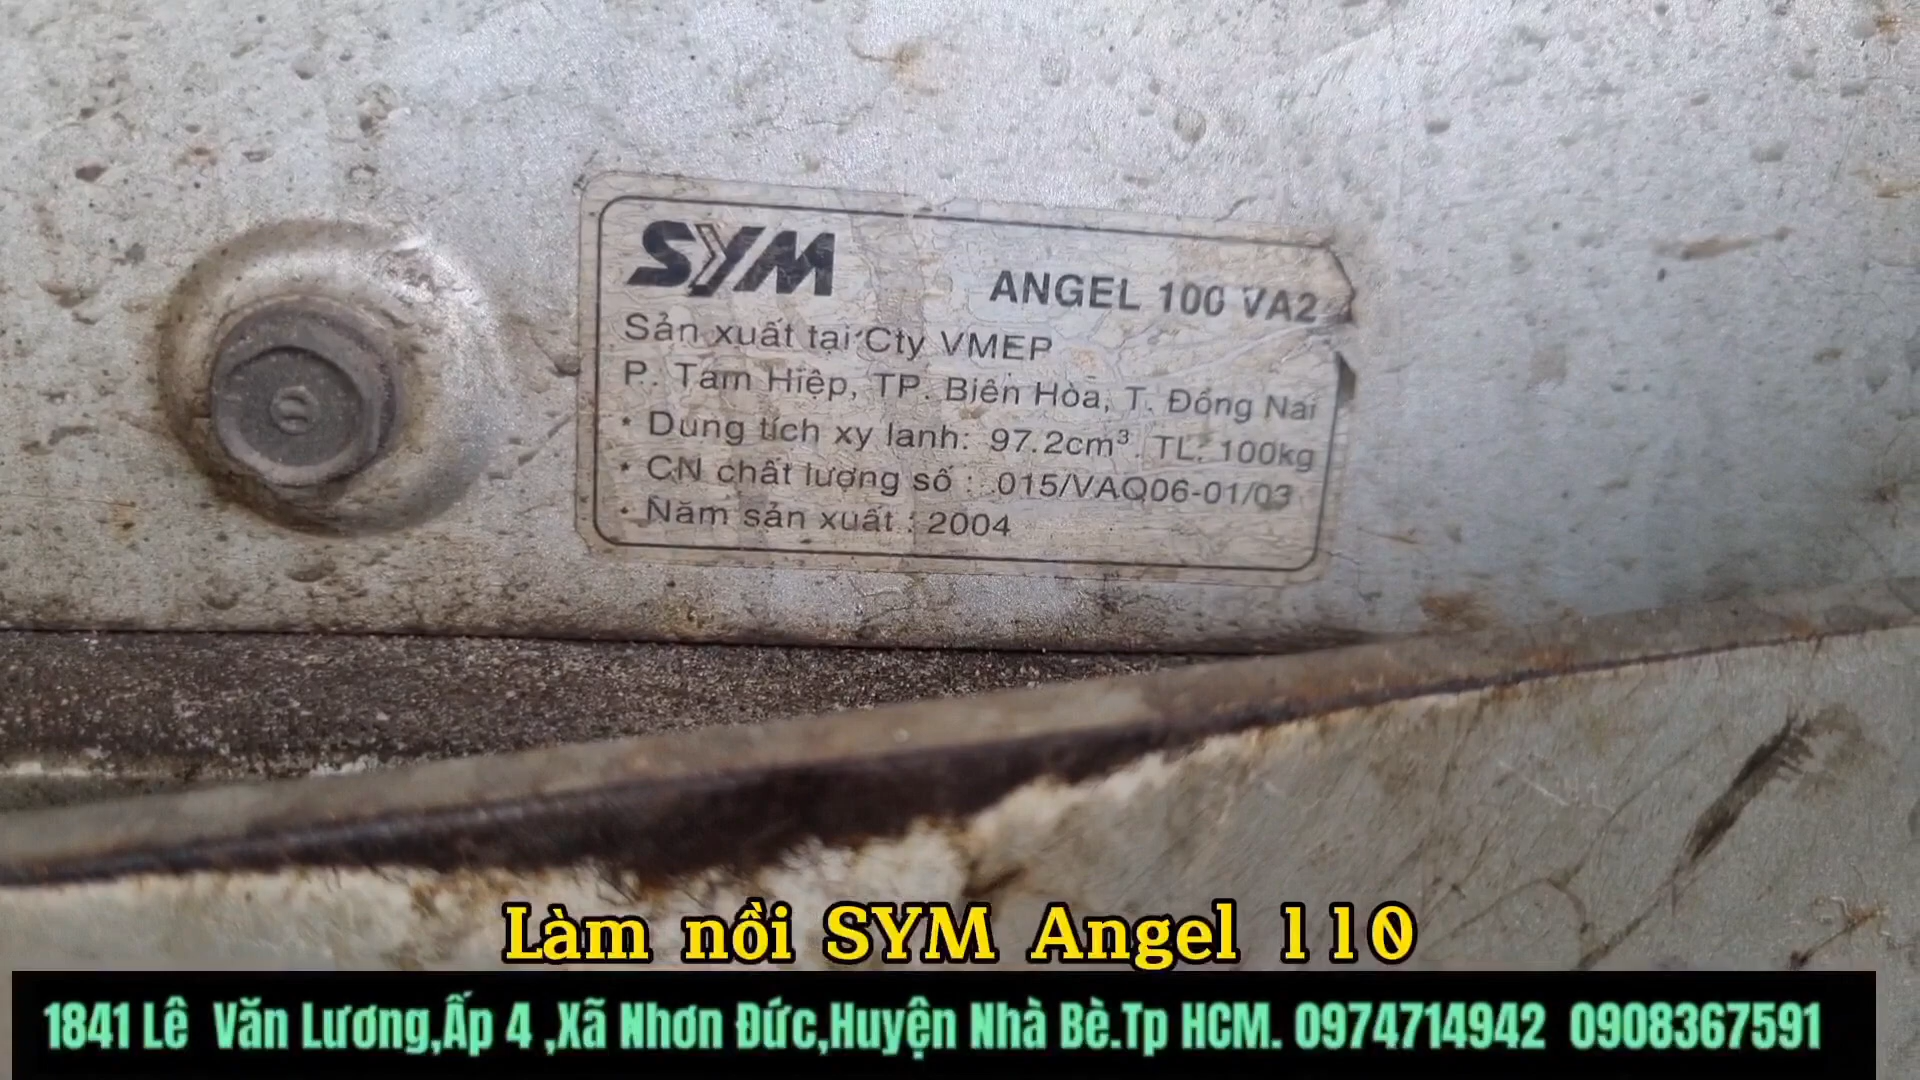 SYM
ANGEL 100 VA2
Sản xuất tại Cty VMEP
P. Tam Hiệp, TP. Biên Hòa, T. Đồng Nai
• Dung tích xy lanh: 97.2cm³. TL: 100kg
• CN chất lượng số : 015/VAQ06-01/03
• Năm sản xuất : 2004
Làm nồi SYM Angel 110
1841 Lê Văn Lương,Ấp 4 ,Xã Nhơn Đức,Huyện Nhà Bè.Tp HCM. 0974714942 0908367591